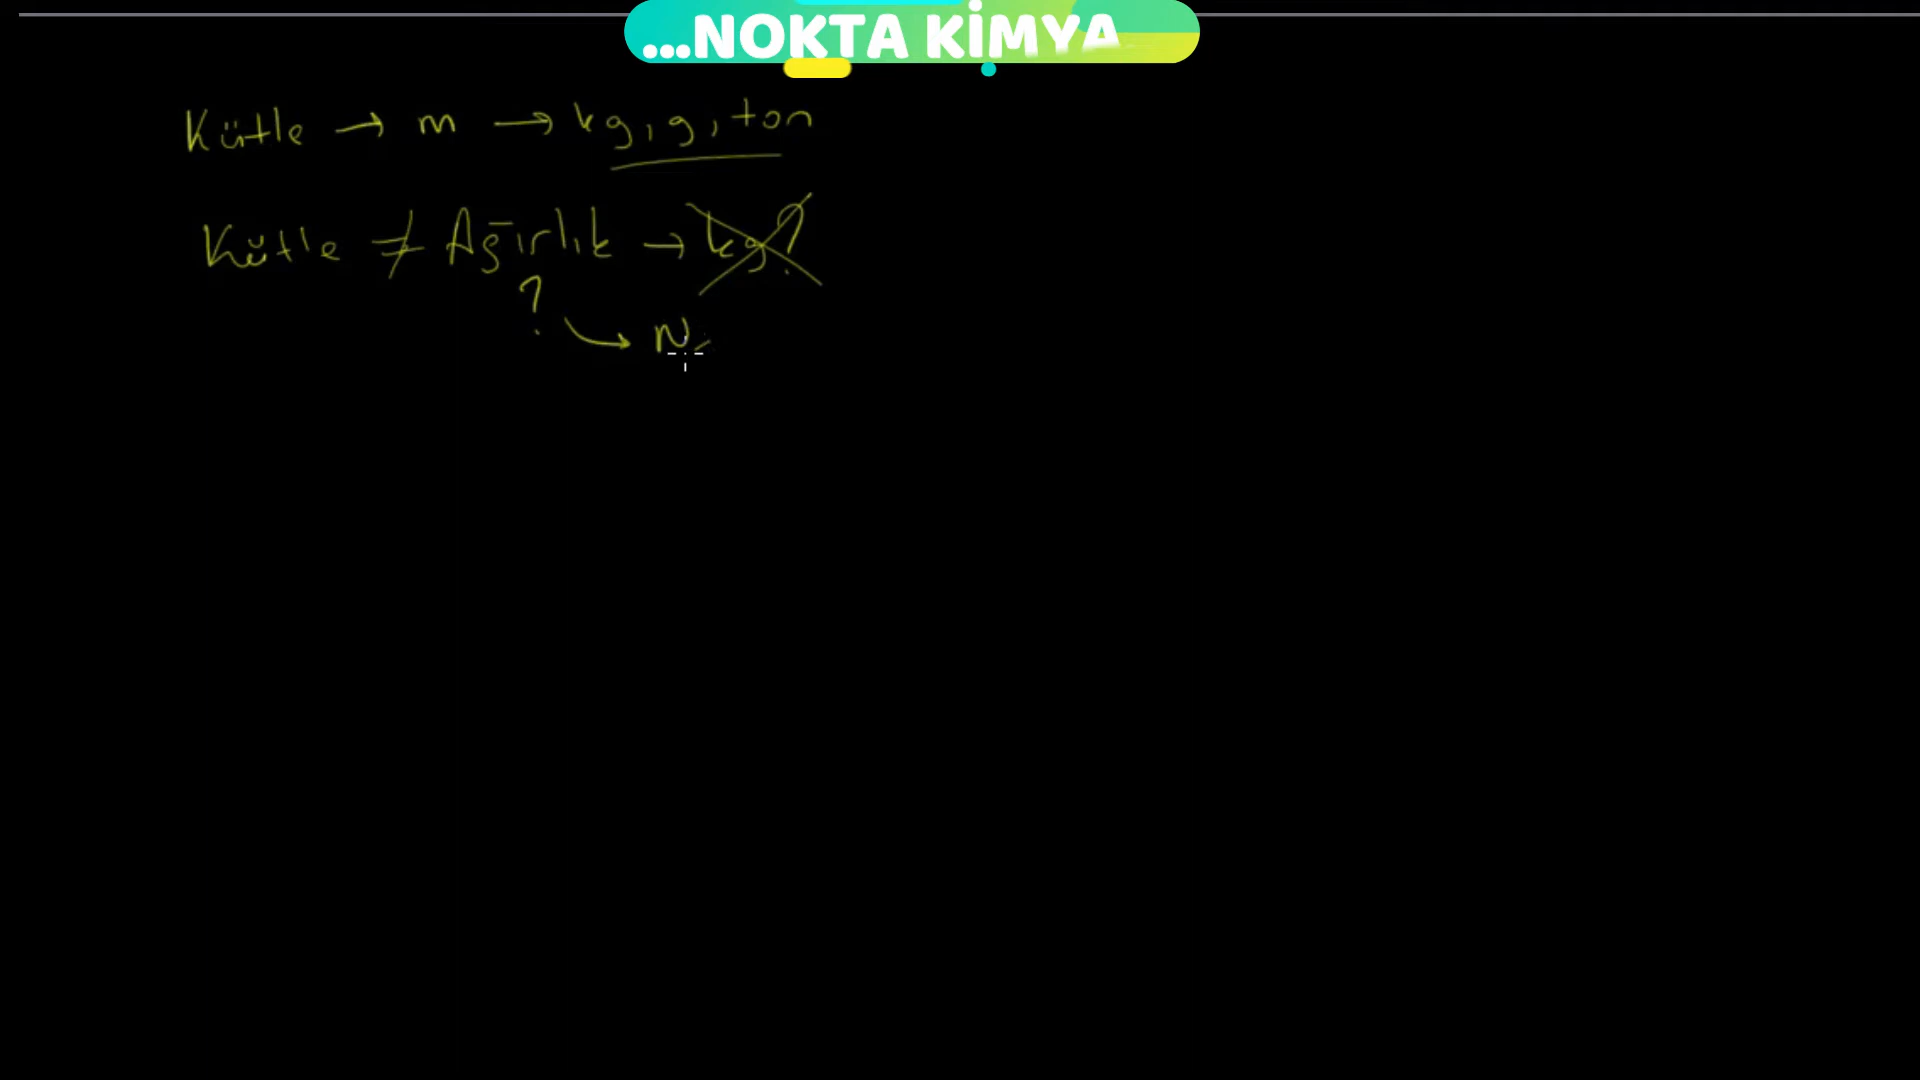 ...NOKTA KİMYA
Kütle → m → kg, g, ton
Kütle ≠ Ağırlık → kg?
?
→ N